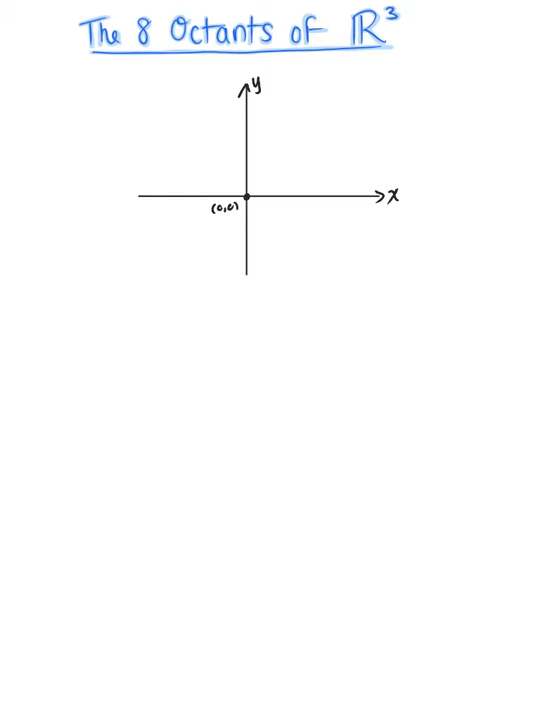 The 8 Octants of ℝ³
y
x
(0,0)